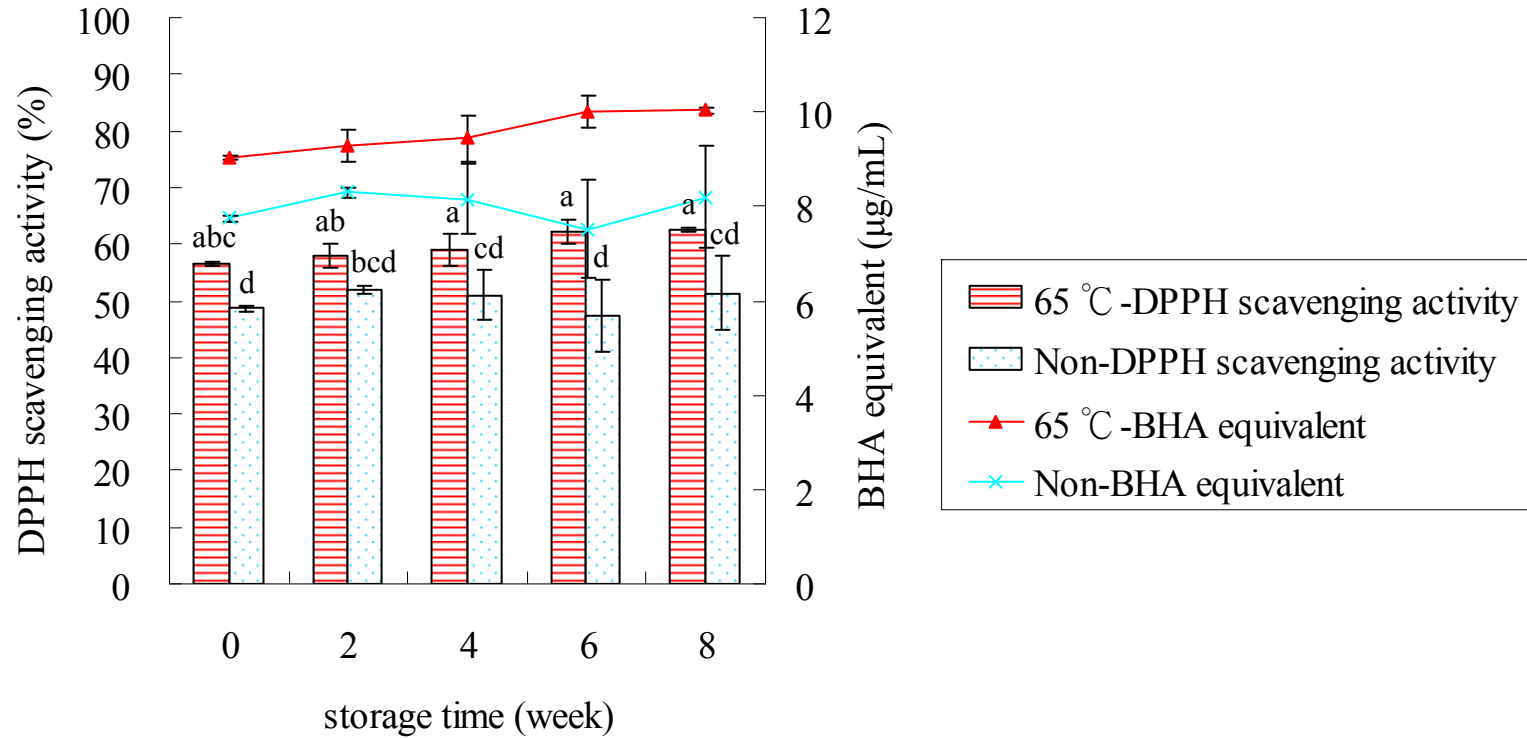 DPPH scavenging activity (%)
100
90
80
70
60
50
40
30
20
10
0
abc
d
ab
bcd
a
cd
a
d
a
cd
12
10
8
6
4
2
0
BHA equivalent (μg/mL)
0
2
4
6
8
storage time (week)
65 ℃-DPPH scavenging activity
Non-DPPH scavenging activity
65 ℃-BHA equivalent
Non-BHA equivalent